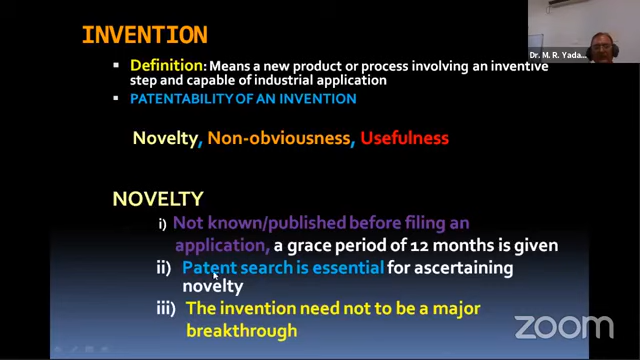 INVENTION
Dr. M. R. Yada...
Definition: Means a new product or process involving an inventive
step and capable of industrial application
PATENTABILITY OF AN INVENTION
Novelty, Non-obviousness, Usefulness
NOVELTY
i) Not known/published before filing an
application, a grace period of 12 months is given
ii) Patent search is essential for ascertaining
novelty
iii) The invention need not to be a major
breakthrough
zoom